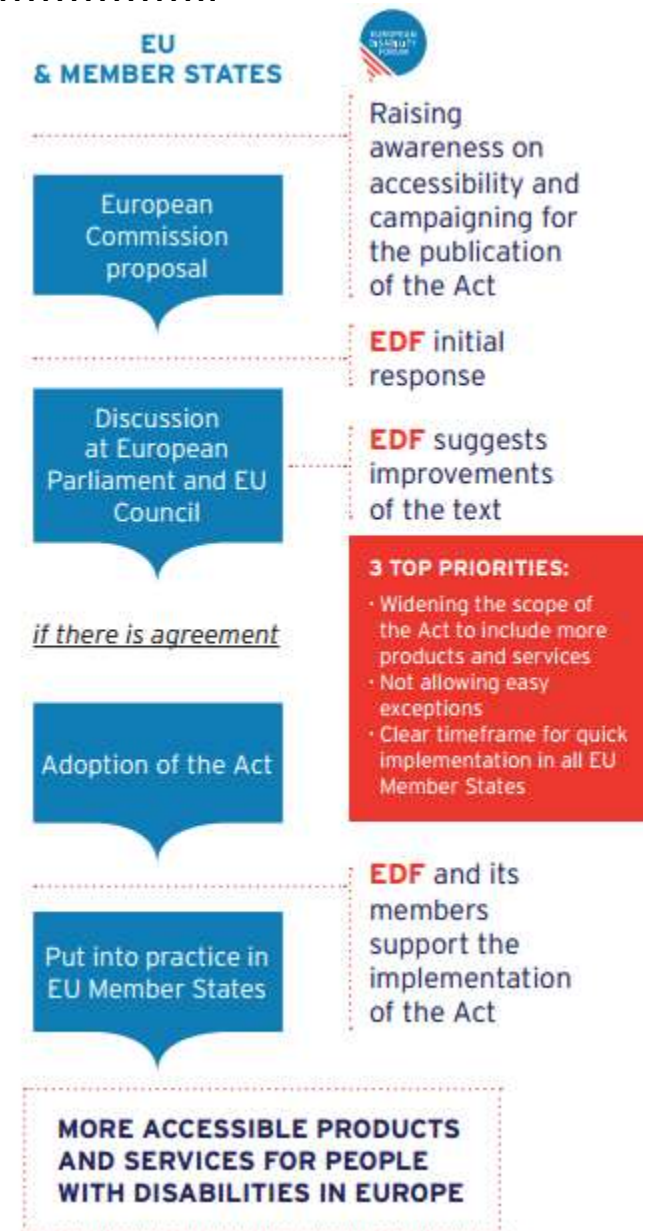 EU
& MEMBER STATES
EUROPEAN
DISABILITY
FORUM
Raising
awareness on
accessibility and
campaigning for
the publication
of the Act
European
Commission
proposal
EDF initial
response
Discussion
at European
Parliament and EU
Council
EDF suggests
improvements
of the text
3 TOP PRIORITIES:
· Widening the scope of
the Act to include more
products and services
· Not allowing easy
exceptions
· Clear timeframe for quick
implementation in all EU
Member States
if there is agreement
Adoption of the Act
EDF and its
members
support the
implementation
of the Act
Put into practice in
EU Member States
MORE ACCESSIBLE PRODUCTS
AND SERVICES FOR PEOPLE
WITH DISABILITIES IN EUROPE